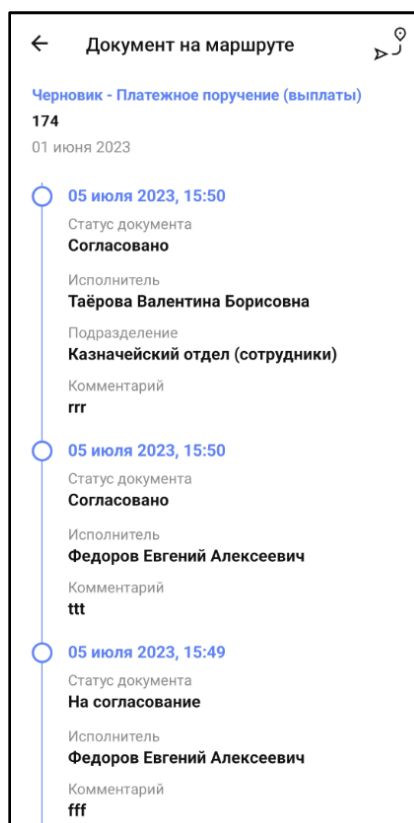 Документ на маршруте
Черновик - Платежное поручение (выплаты)
174
01 июня 2023
05 июля 2023, 15:50
Статус документа
Согласовано
Исполнитель
Таёрова Валентина Борисовна
Подразделение
Казначейский отдел (сотрудники)
Комментарий
rrr
05 июля 2023, 15:50
Статус документа
Согласовано
Исполнитель
Федоров Евгений Алексеевич
Комментарий
ttt
05 июля 2023, 15:49
Статус документа
На согласование
Исполнитель
Федоров Евгений Алексеевич
Комментарий
fff